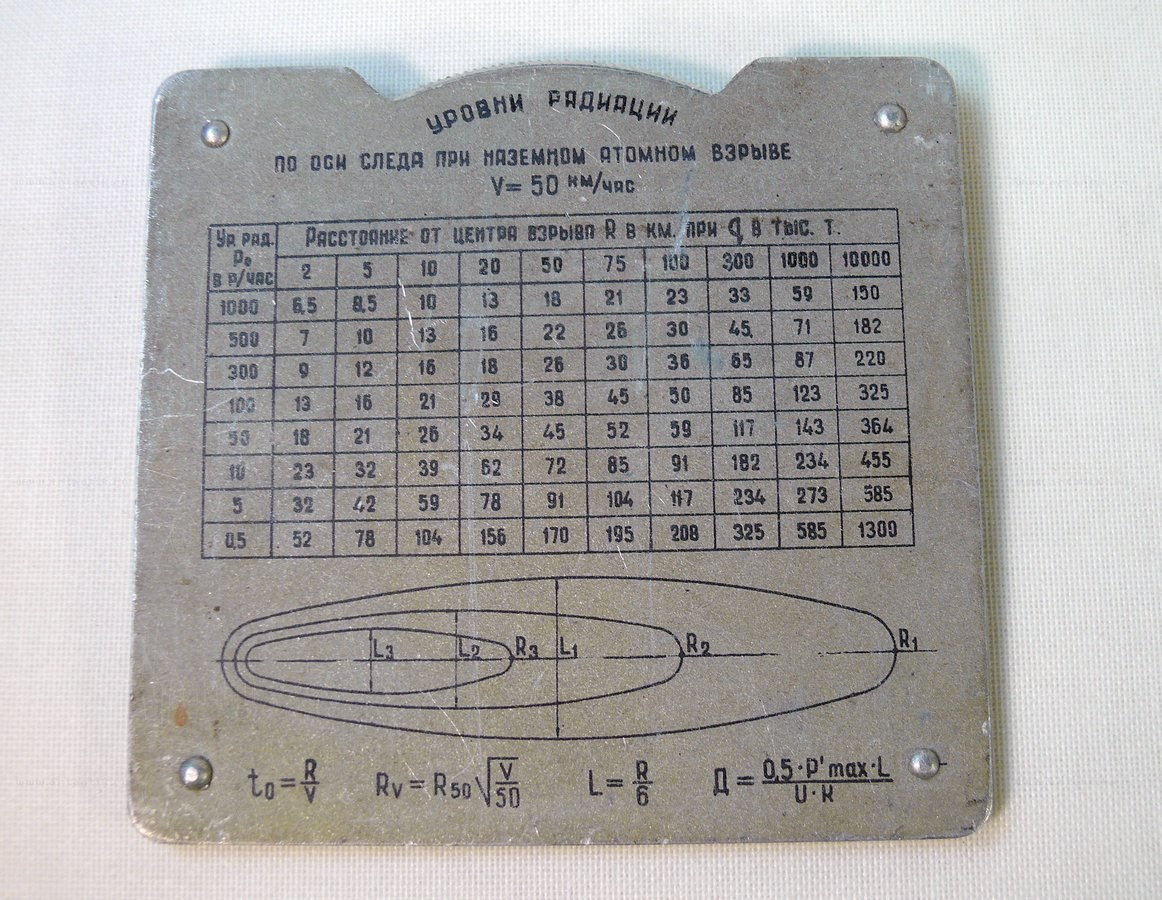 УРОВНИ РАДИАЦИИ
ПО ОСИ СЛЕДА ПРИ НАЗЕМНОМ АТОМНОМ ВЗРЫВЕ
V= 50 КМ/ЧАС
УР. РАД. P₀ В Р/ЧАС РАССТОЯНИЕ ОТ ЦЕНТРА ВЗРЫВА R В КМ. ПРИ q В ТЫС. Т.
2 5 10 20 50 75 100 300 1000 10000
1000 6,5 8,5 10 13 18 21 23 33 59 150
500 7 10 13 16 22 26 30 45 71 182
300 9 12 16 18 26 30 36 65 87 220
100 13 16 21 29 38 45 50 85 123 325
50 18 21 26 34 45 52 59 117 143 364
10 23 32 39 62 72 85 91 182 234 455
5 32 42 59 78 91 104 117 234 273 585
0,5 52 78 104 156 170 195 208 325 585 1309
L₃ L₂ R₃ L₁ R₂ R₁
t₀ = R/V Rv = R₅₀ √V/50 L = R/6 Д = 0,5·P'max·L/U·K